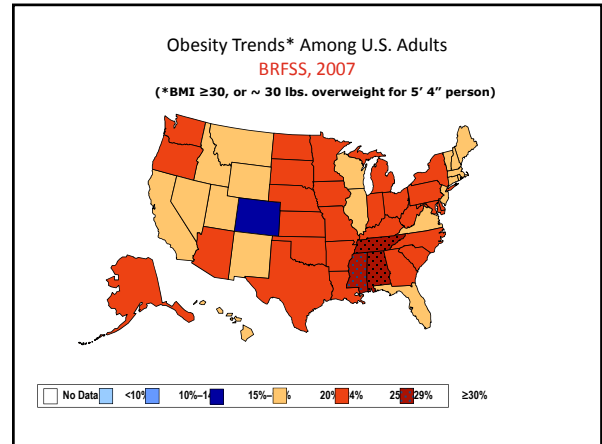 Obesity Trends* Among U.S. Adults
BRFSS, 2007
(*BMI ≥30, or ~ 30 lbs. overweight for 5’ 4” person)
No Data <10% 10%–1 15%– % 20% 4% 25 29% ≥30%